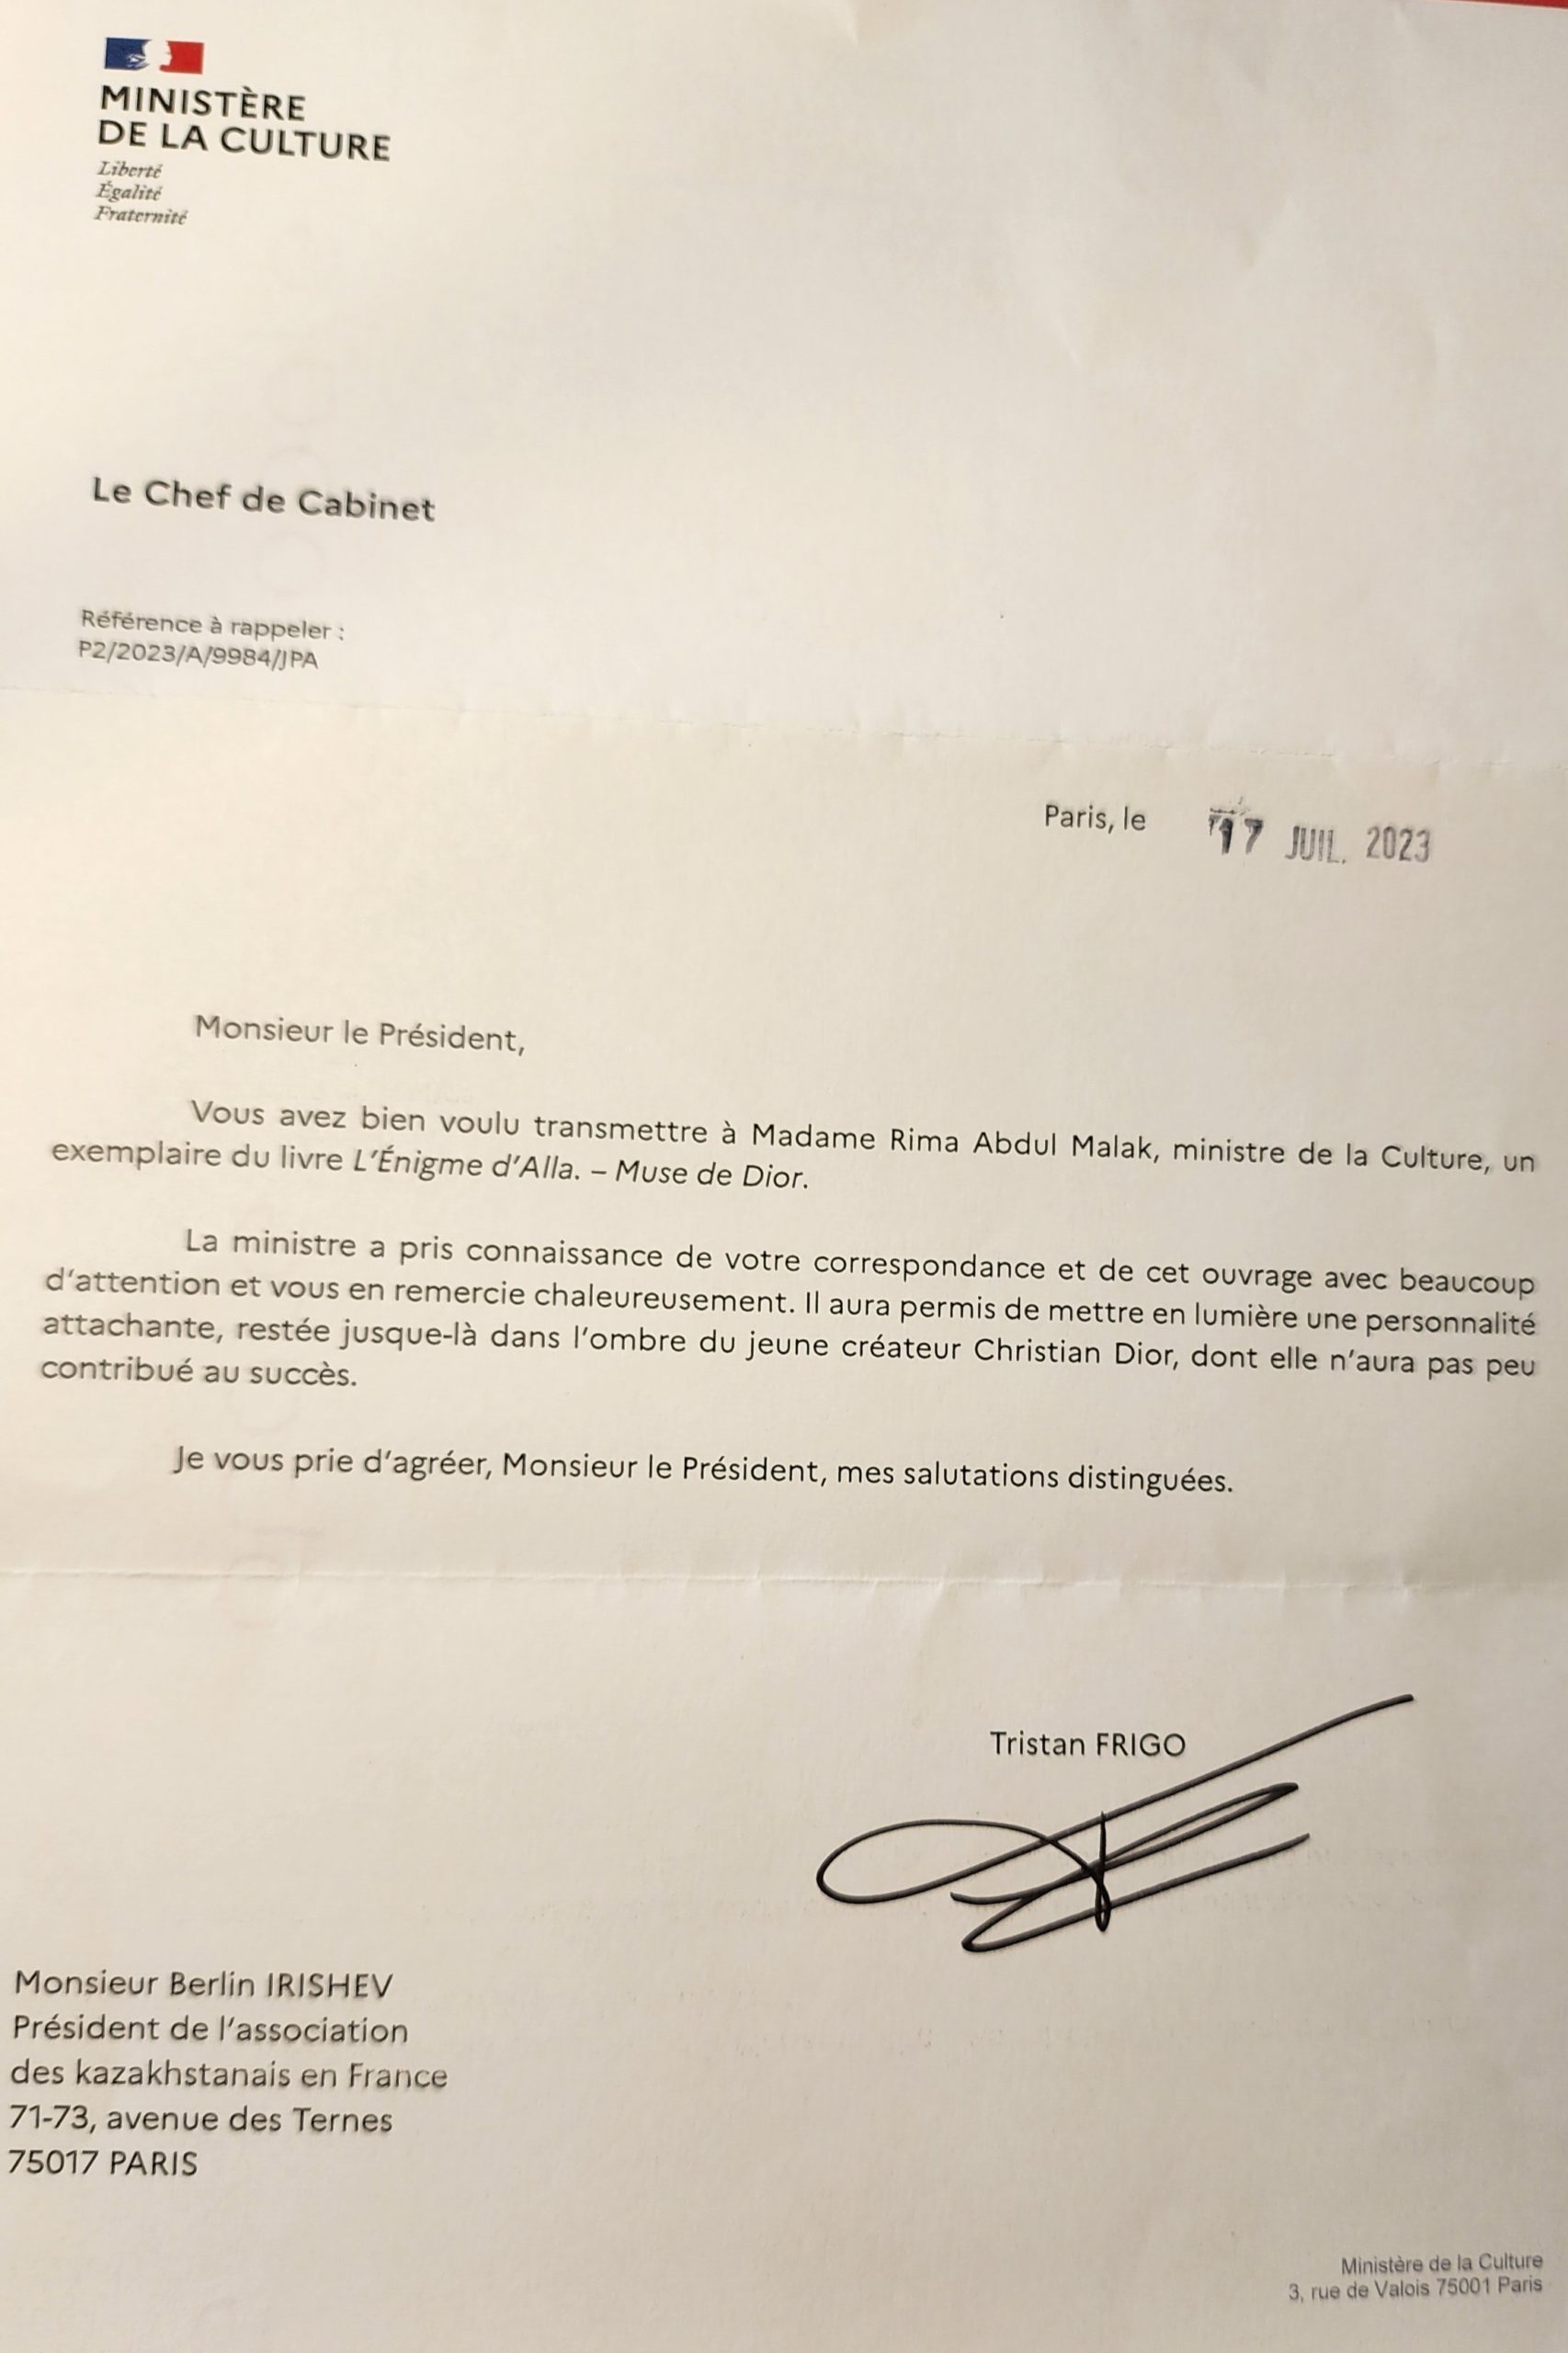 MINISTÈRE
DE LA CULTURE
Liberté
Égalité
Fraternité
Le Chef de Cabinet
Référence à rappeler :
P2/2023/A/9984/JPA
Paris, le 17 JUIL. 2023
Monsieur le Président,
Vous avez bien voulu transmettre à Madame Rima Abdul Malak, ministre de la Culture, un
exemplaire du livre L’Énigme d’Alla. – Muse de Dior.
La ministre a pris connaissance de votre correspondance et de cet ouvrage avec beaucoup
d’attention et vous en remercie chaleureusement. Il aura permis de mettre en lumière une personnalité
attachante, restée jusque-là dans l’ombre du jeune créateur Christian Dior, dont elle n’aura pas peu
contribué au succès.
Je vous prie d’agréer, Monsieur le Président, mes salutations distinguées.
Tristan FRIGO
Monsieur Berlin IRISHEV
Président de l’association
des kazakhstanais en France
71-73, avenue des Ternes
75017 PARIS
Ministère de la Culture
3, rue de Valois 75001 Paris